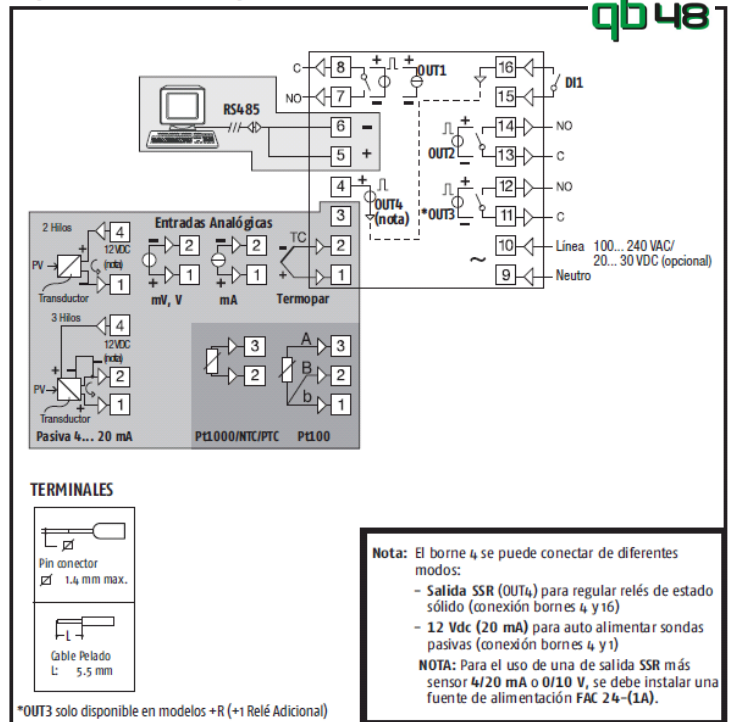 qb48
C
8
+
+
OUT1
16
DI1
NO
7
–
–
15
RS485
6
–
5
+
+
14
NO
OUT2
–
13
C
4
+
OUT4
(nota)
+
12
NO
*OUT3
–
11
C
3
2
1
10
Línea
100... 240 VAC/
20... 30 VDC (opcional)
~
9
Neutro
Entradas Analógicas
2 Hilos
4
12VDC
(nota)
+
–
PV
1
Transductor
–
2
+
1
mV, V
–
2
+
1
mA
TC
–
+
Termopar
3 Hilos
4
12VDC
(nota)
+
–
–
PV
2
+
1
Transductor
Pasiva 4... 20 mA
3
2
Pt1000/NTC/PTC
A
3
B
2
b
1
Pt100
TERMINALES
Pin conector
1.4 mm max.
L
Cable Pelado
L: 5.5 mm
*OUT3 solo disponible en modelos +R (+1 Relé Adicional)
Nota: El borne 4 se puede conectar de diferentes
modos:
– Salida SSR (OUT4) para regular relés de estado
sólido (conexión bornes 4 y 16)
– 12 Vdc (20 mA) para auto alimentar sondas
pasivas (conexión bornes 4 y 1)
NOTA: Para el uso de una de salida SSR más
sensor 4/20 mA o 0/10 V, se debe instalar una
fuente de alimentación FAC 24-(1A).